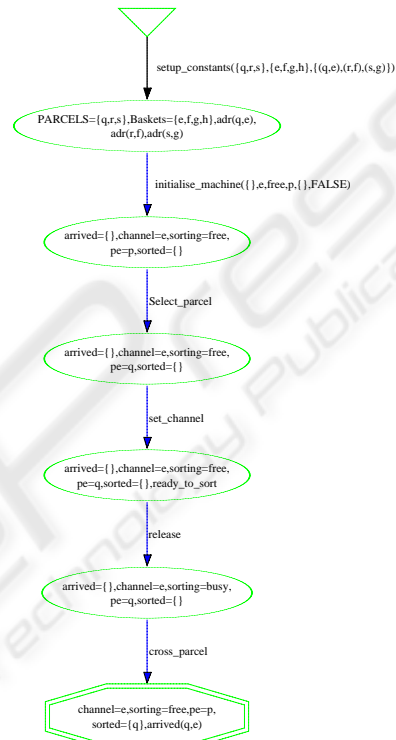 setup_constants({q,r,s},{e,f,g,h},{(q,e),(r,f),(s,g)})
PARCELS={q,r,s},Baskets={e,f,g,h},adr(q,e),
adr(r,f),adr(s,g)
initialise_machine({},e,free,p,{},FALSE)
arrived={},channel=e,sorting=free,
pe=p,sorted={}
Select_parcel
arrived={},channel=e,sorting=free,
pe=q,sorted={}
set_channel
arrived={},channel=e,sorting=free,
pe=q,sorted={},ready_to_sort
release
arrived={},channel=e,sorting=busy,
pe=q,sorted={}
cross_parcel
channel=e,sorting=free,pe=p,
sorted={q},arrived(q,e)